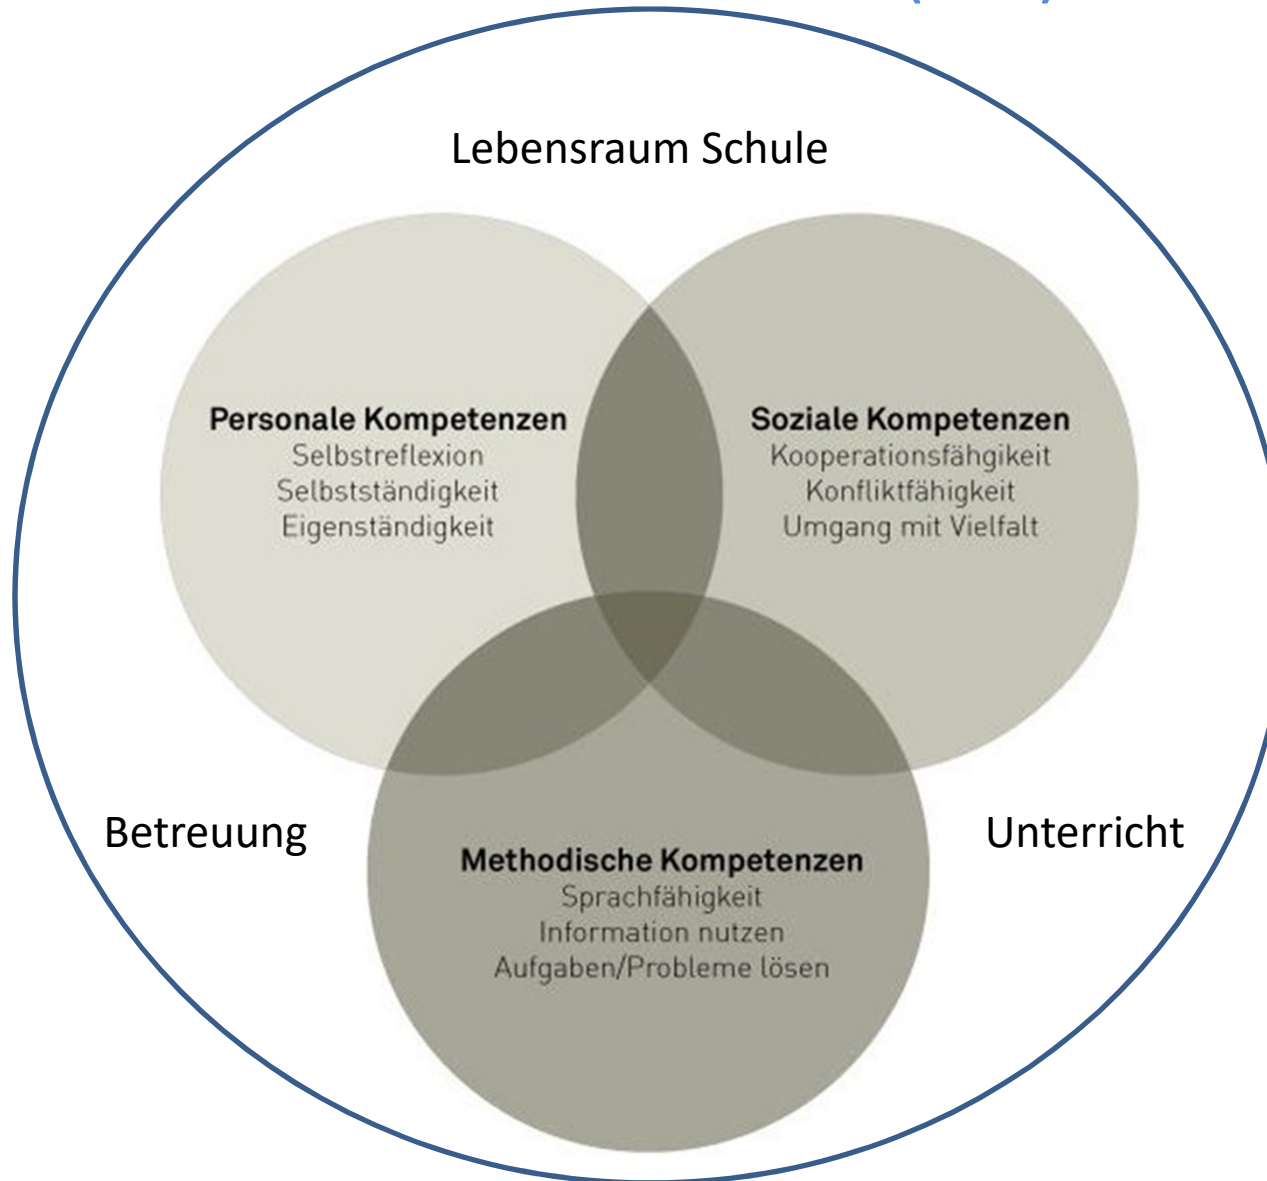 Lebensraum Schule
Personale Kompetenzen
Selbstreflexion
Selbstständigkeit
Eigenständigkeit
Soziale Kompetenzen
Kooperationsfähgikeit
Konfliktfähigkeit
Umgang mit Vielfalt
Betreuung
Unterricht
Methodische Kompetenzen
Sprachfähigkeit
Information nutzen
Aufgaben/Probleme lösen